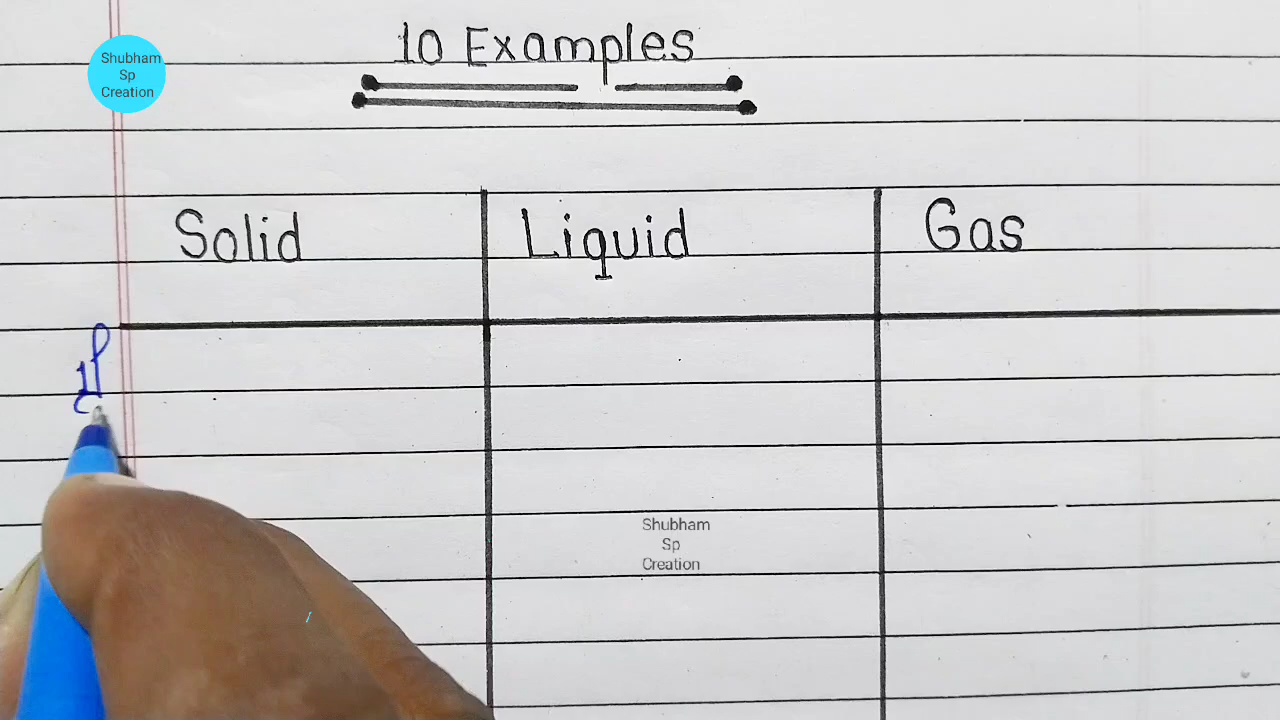 10 Examples
Shubham
Sp
Creation
Solid Liquid Gas
Shubham
Sp
Creation